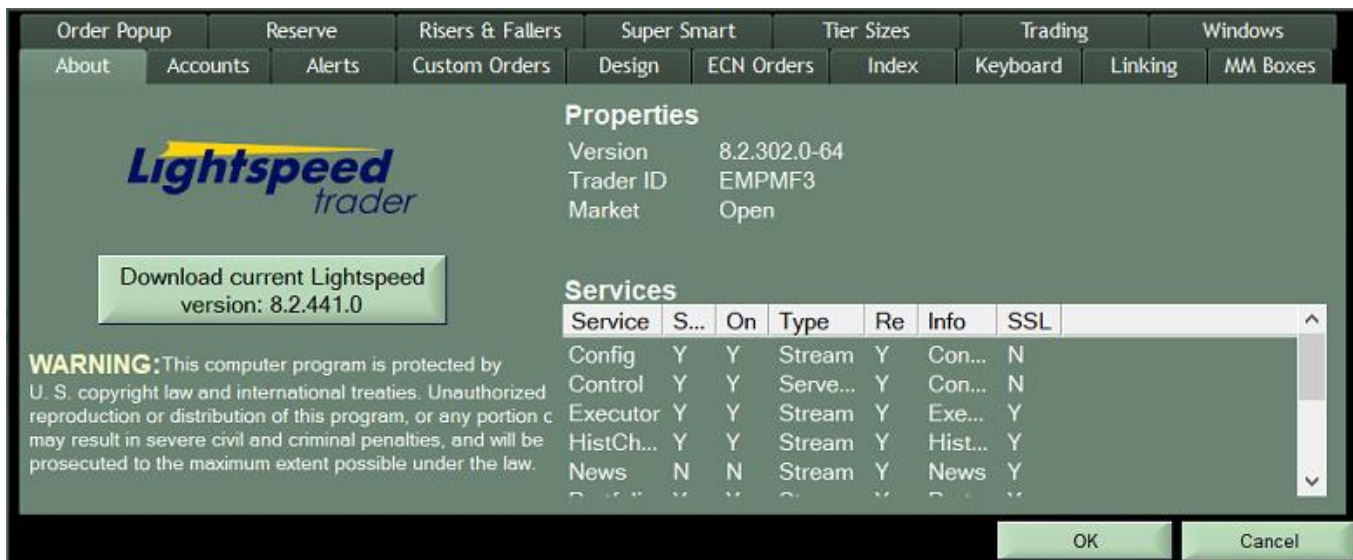 Order Popup Reserve Risers & Fallers Super Smart Tier Sizes Trading Windows
About Accounts Alerts Custom Orders Design ECN Orders Index Keyboard Linking MM Boxes
Lightspeed
trader
Download current Lightspeed
version: 8.2.441.0
WARNING:This computer program is protected by
U. S. copyright law and international treaties. Unauthorized
reproduction or distribution of this program, or any portion c
may result in severe civil and criminal penalties, and will be
prosecuted to the maximum extent possible under the law.
Properties
Version 8.2.302.0-64
Trader ID EMPMF3
Market Open
Services
Service S... On Type Re Info SSL
Config Y Y Stream Y Con... N
Control Y Y Serve... Y Con... N
Executor Y Y Stream Y Exe... Y
HistCh... Y Y Stream Y Hist... Y
News N N Stream Y News Y
OK Cancel